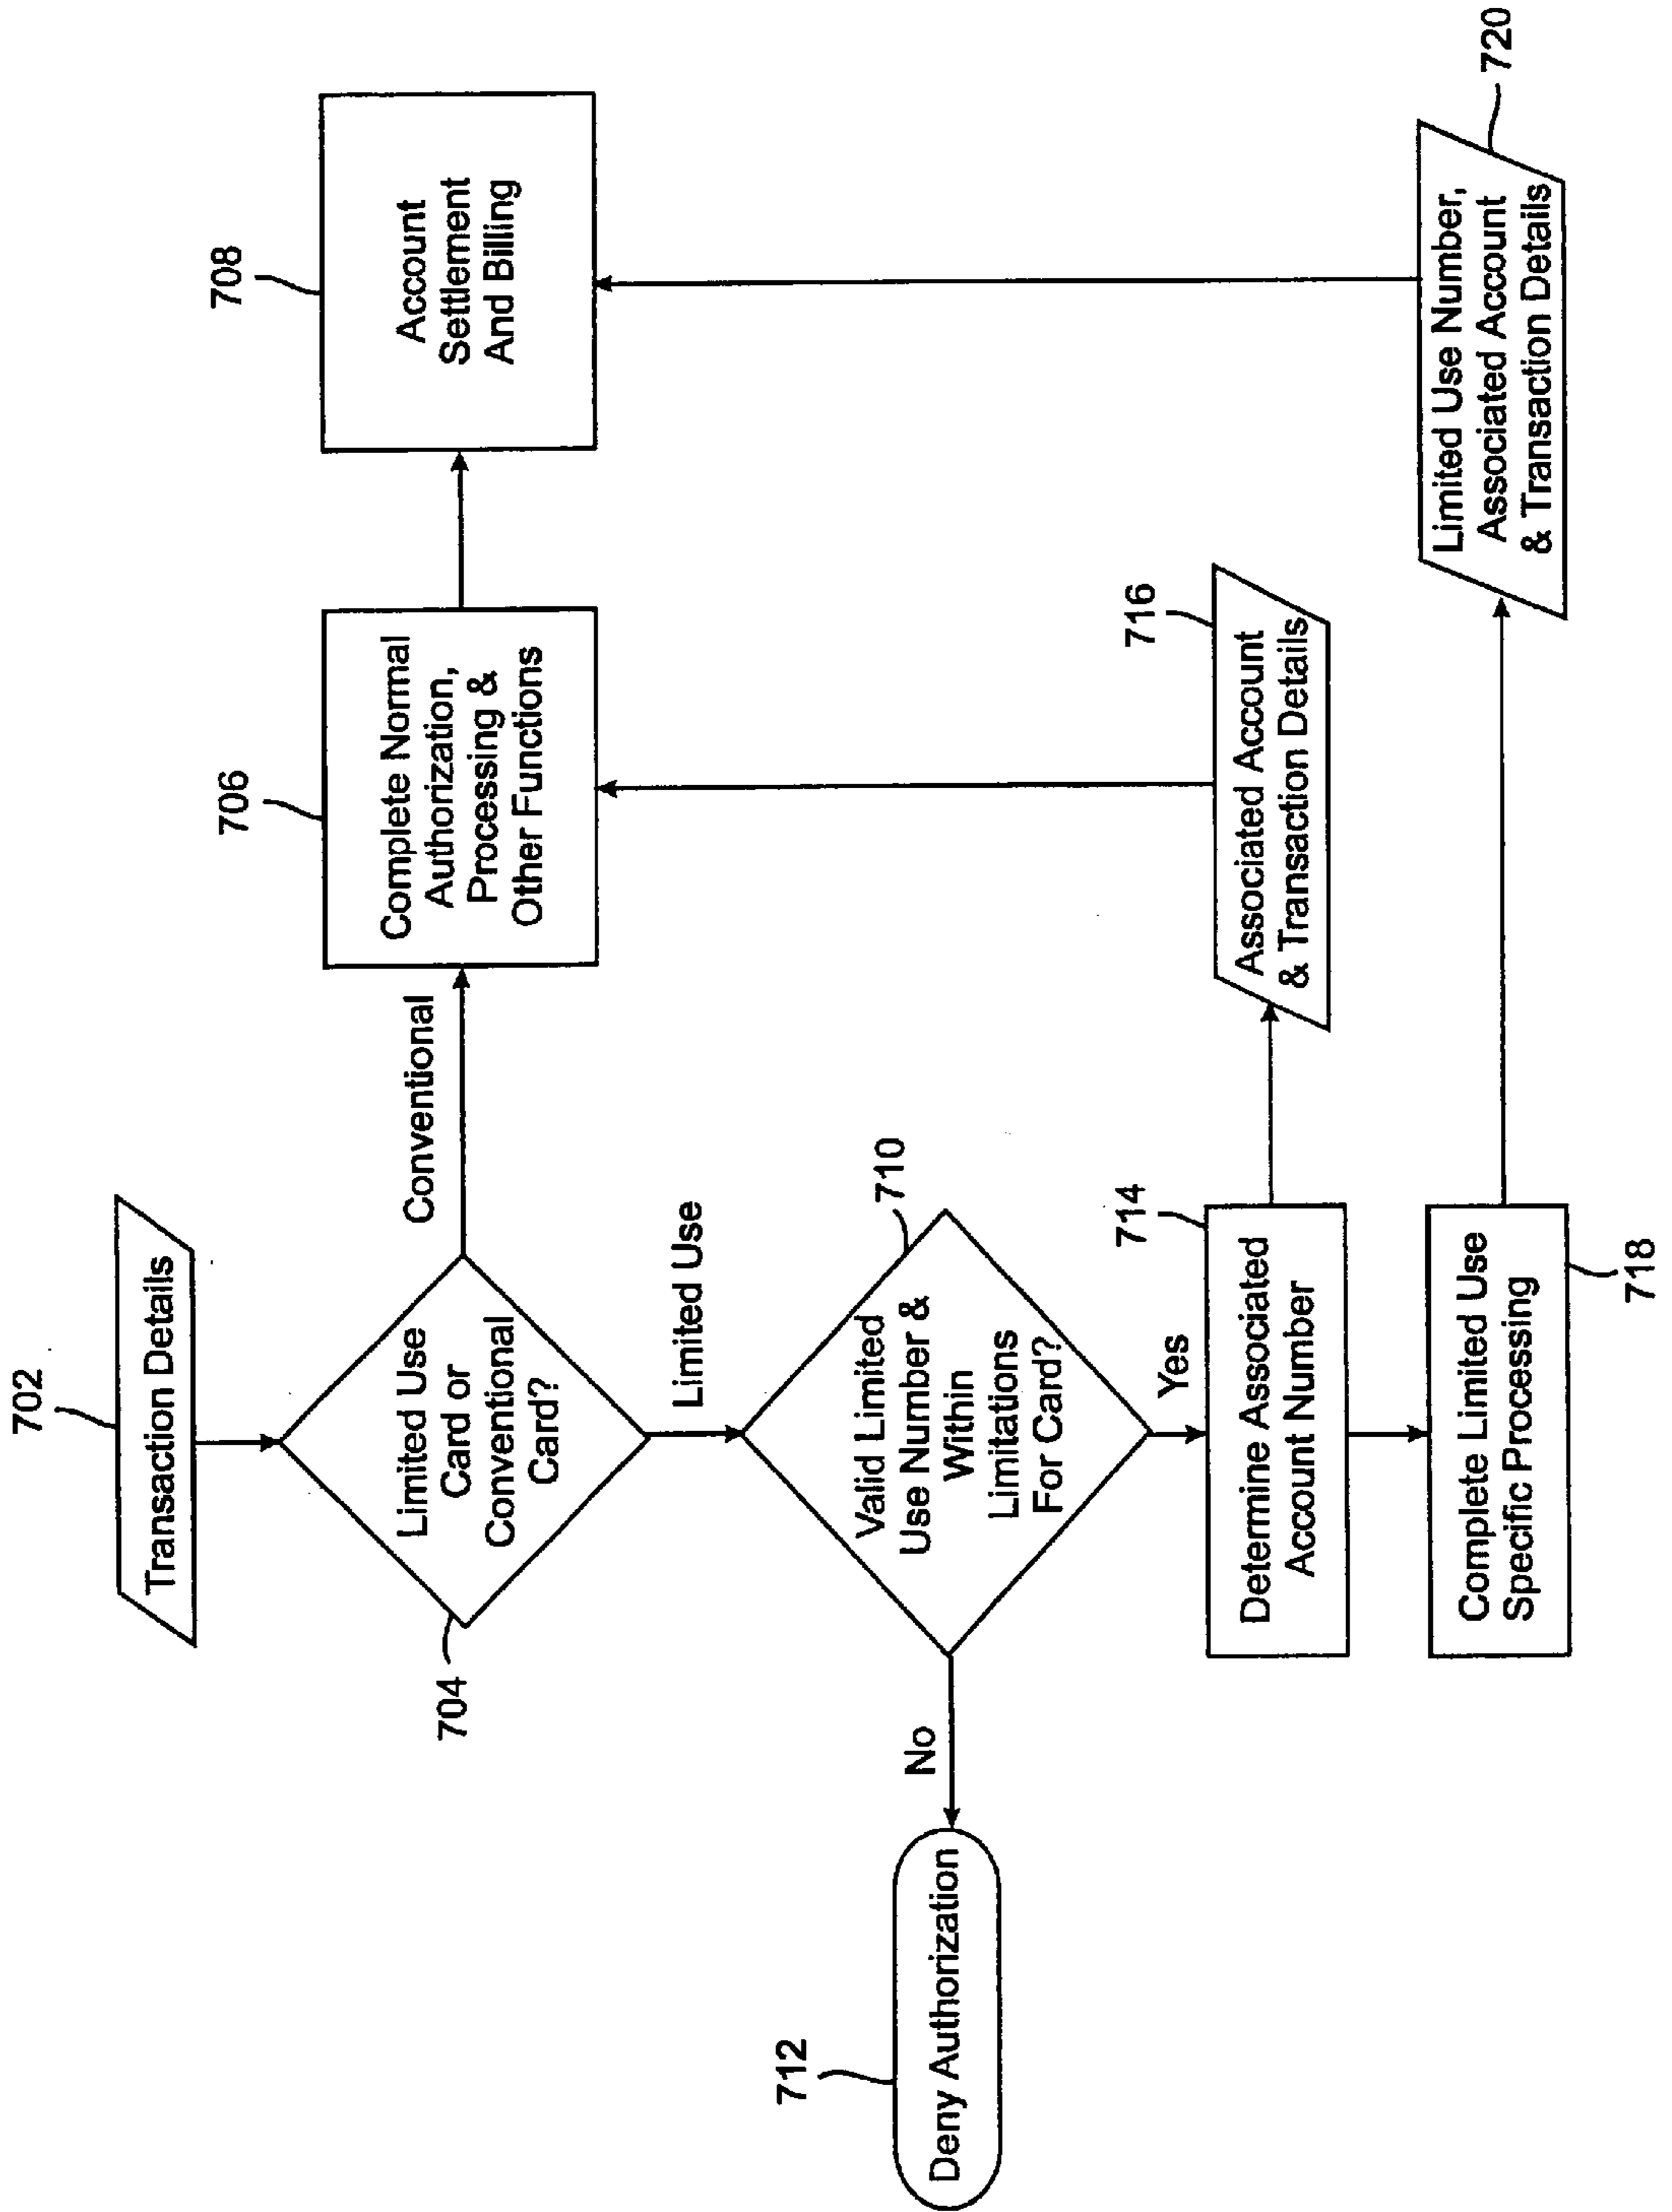 702
Transaction Details
704
Limited Use
Card or
Conventional
Card?
Conventional
706
Complete Normal
Authorization,
Processing &
Other Functions
708
Account
Settlement
And Billing
Limited Use
710
Valid Limited
Use Number &
Within
Limitations
For Card?
No
712
Deny Authorization
Yes
714
Determine Associated
Account Number
716
Associated Account
& Transaction Details
718
Complete Limited Use
Specific Processing
720
Limited Use Number,
Associated Account
& Transaction Details